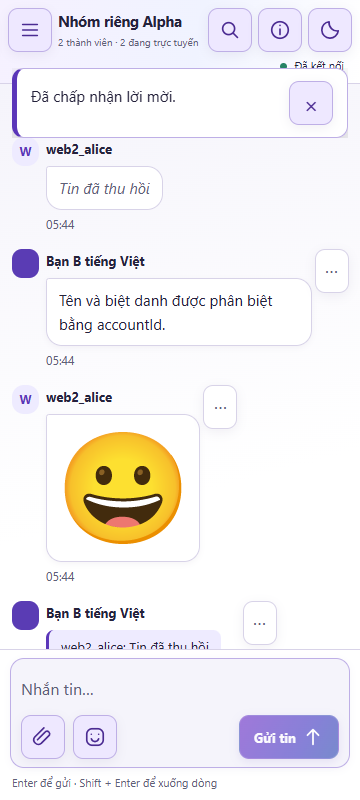 Nhóm riêng Alpha
2 thành viên · 2 đang trực tuyến
Đã kết nối
Đã chấp nhận lời mời.
W
web2_alice
Tin đã thu hồi
05:44
Bạn B tiếng Việt
...
Tên và biệt danh được phân biệt
bằng accountId.
05:44
W
web2_alice
...
05:44
Bạn B tiếng Việt
...
web2_alice: Tin đã thu hồi
Nhắn tin...
Gửi tin
Enter để gửi · Shift + Enter để xuống dòng